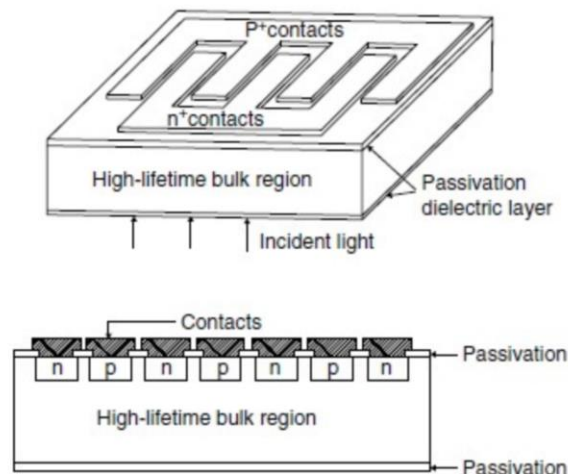 P+contacts
n+contacts
High-lifetime bulk region
Passivation
dielectric layer
Incident light
Contacts
Passivation
n p n p n p n
High-lifetime bulk region
Passivation